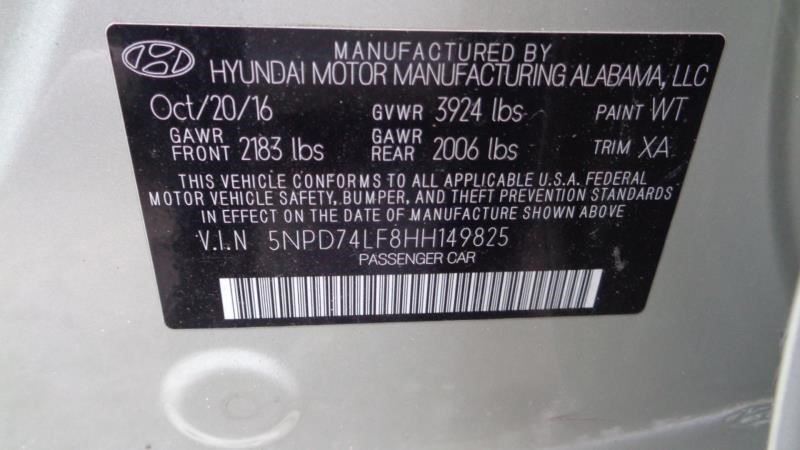 MANUFACTURED BY
HYUNDAI MOTOR MANUFACTURING ALABAMA, LLC
Oct/20/16 GVWR 3924 lbs PAINT WT
GAWR FRONT 2183 lbs GAWR REAR 2006 lbs TRIM XA
THIS VEHICLE CONFORMS TO ALL APPLICABLE U.S.A. FEDERAL
MOTOR VEHICLE SAFETY, BUMPER, AND THEFT PREVENTION STANDARDS
IN EFFECT ON THE DATE OF MANUFACTURE SHOWN ABOVE
V.I.N 5NPD74LF8HH149825
PASSENGER CAR